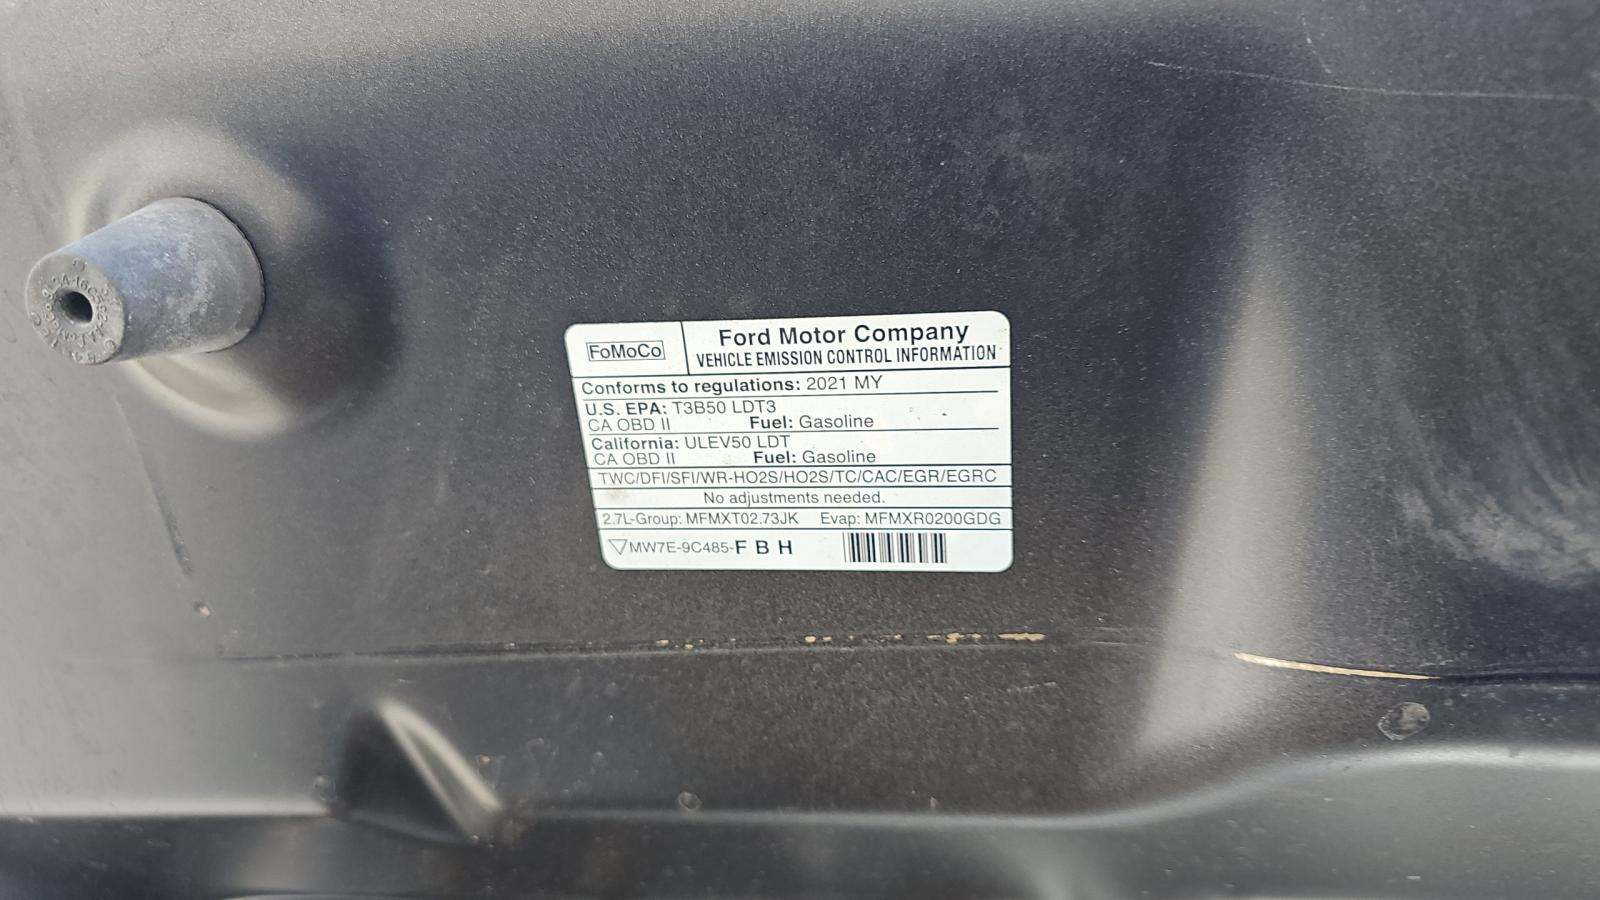 FoMoCo
Ford Motor Company
VEHICLE EMISSION CONTROL INFORMATION
Conforms to regulations: 2021 MY
U.S. EPA: T3B50 LDT3
CA OBD II Fuel: Gasoline
California: ULEV50 LDT
CA OBD II Fuel: Gasoline
TWC/DFI/SFI/WR-HO2S/HO2S/TC/CAC/EGR/EGRC
No adjustments needed.
2.7L-Group: MFMXT02.73JK Evap: MFMXR0200GDG
MW7E-9C485-F B H